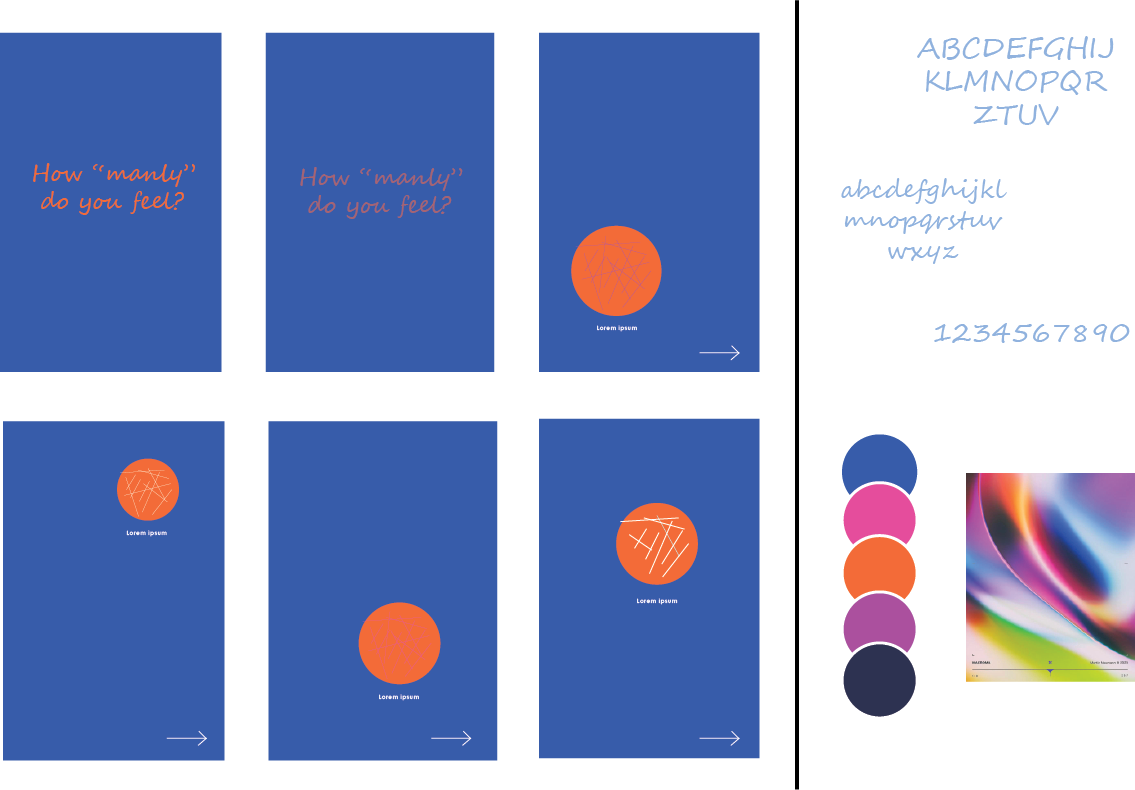 How “manly”
do you feel?
How “manly”
do you feel?
Lorem ipsum
Lorem ipsum
Lorem ipsum
Lorem ipsum
ABCDEFGHIJ
KLMNOPQR
ZTUV
abcdefghijkl
mnopqrstuv
wxyz
1234567890